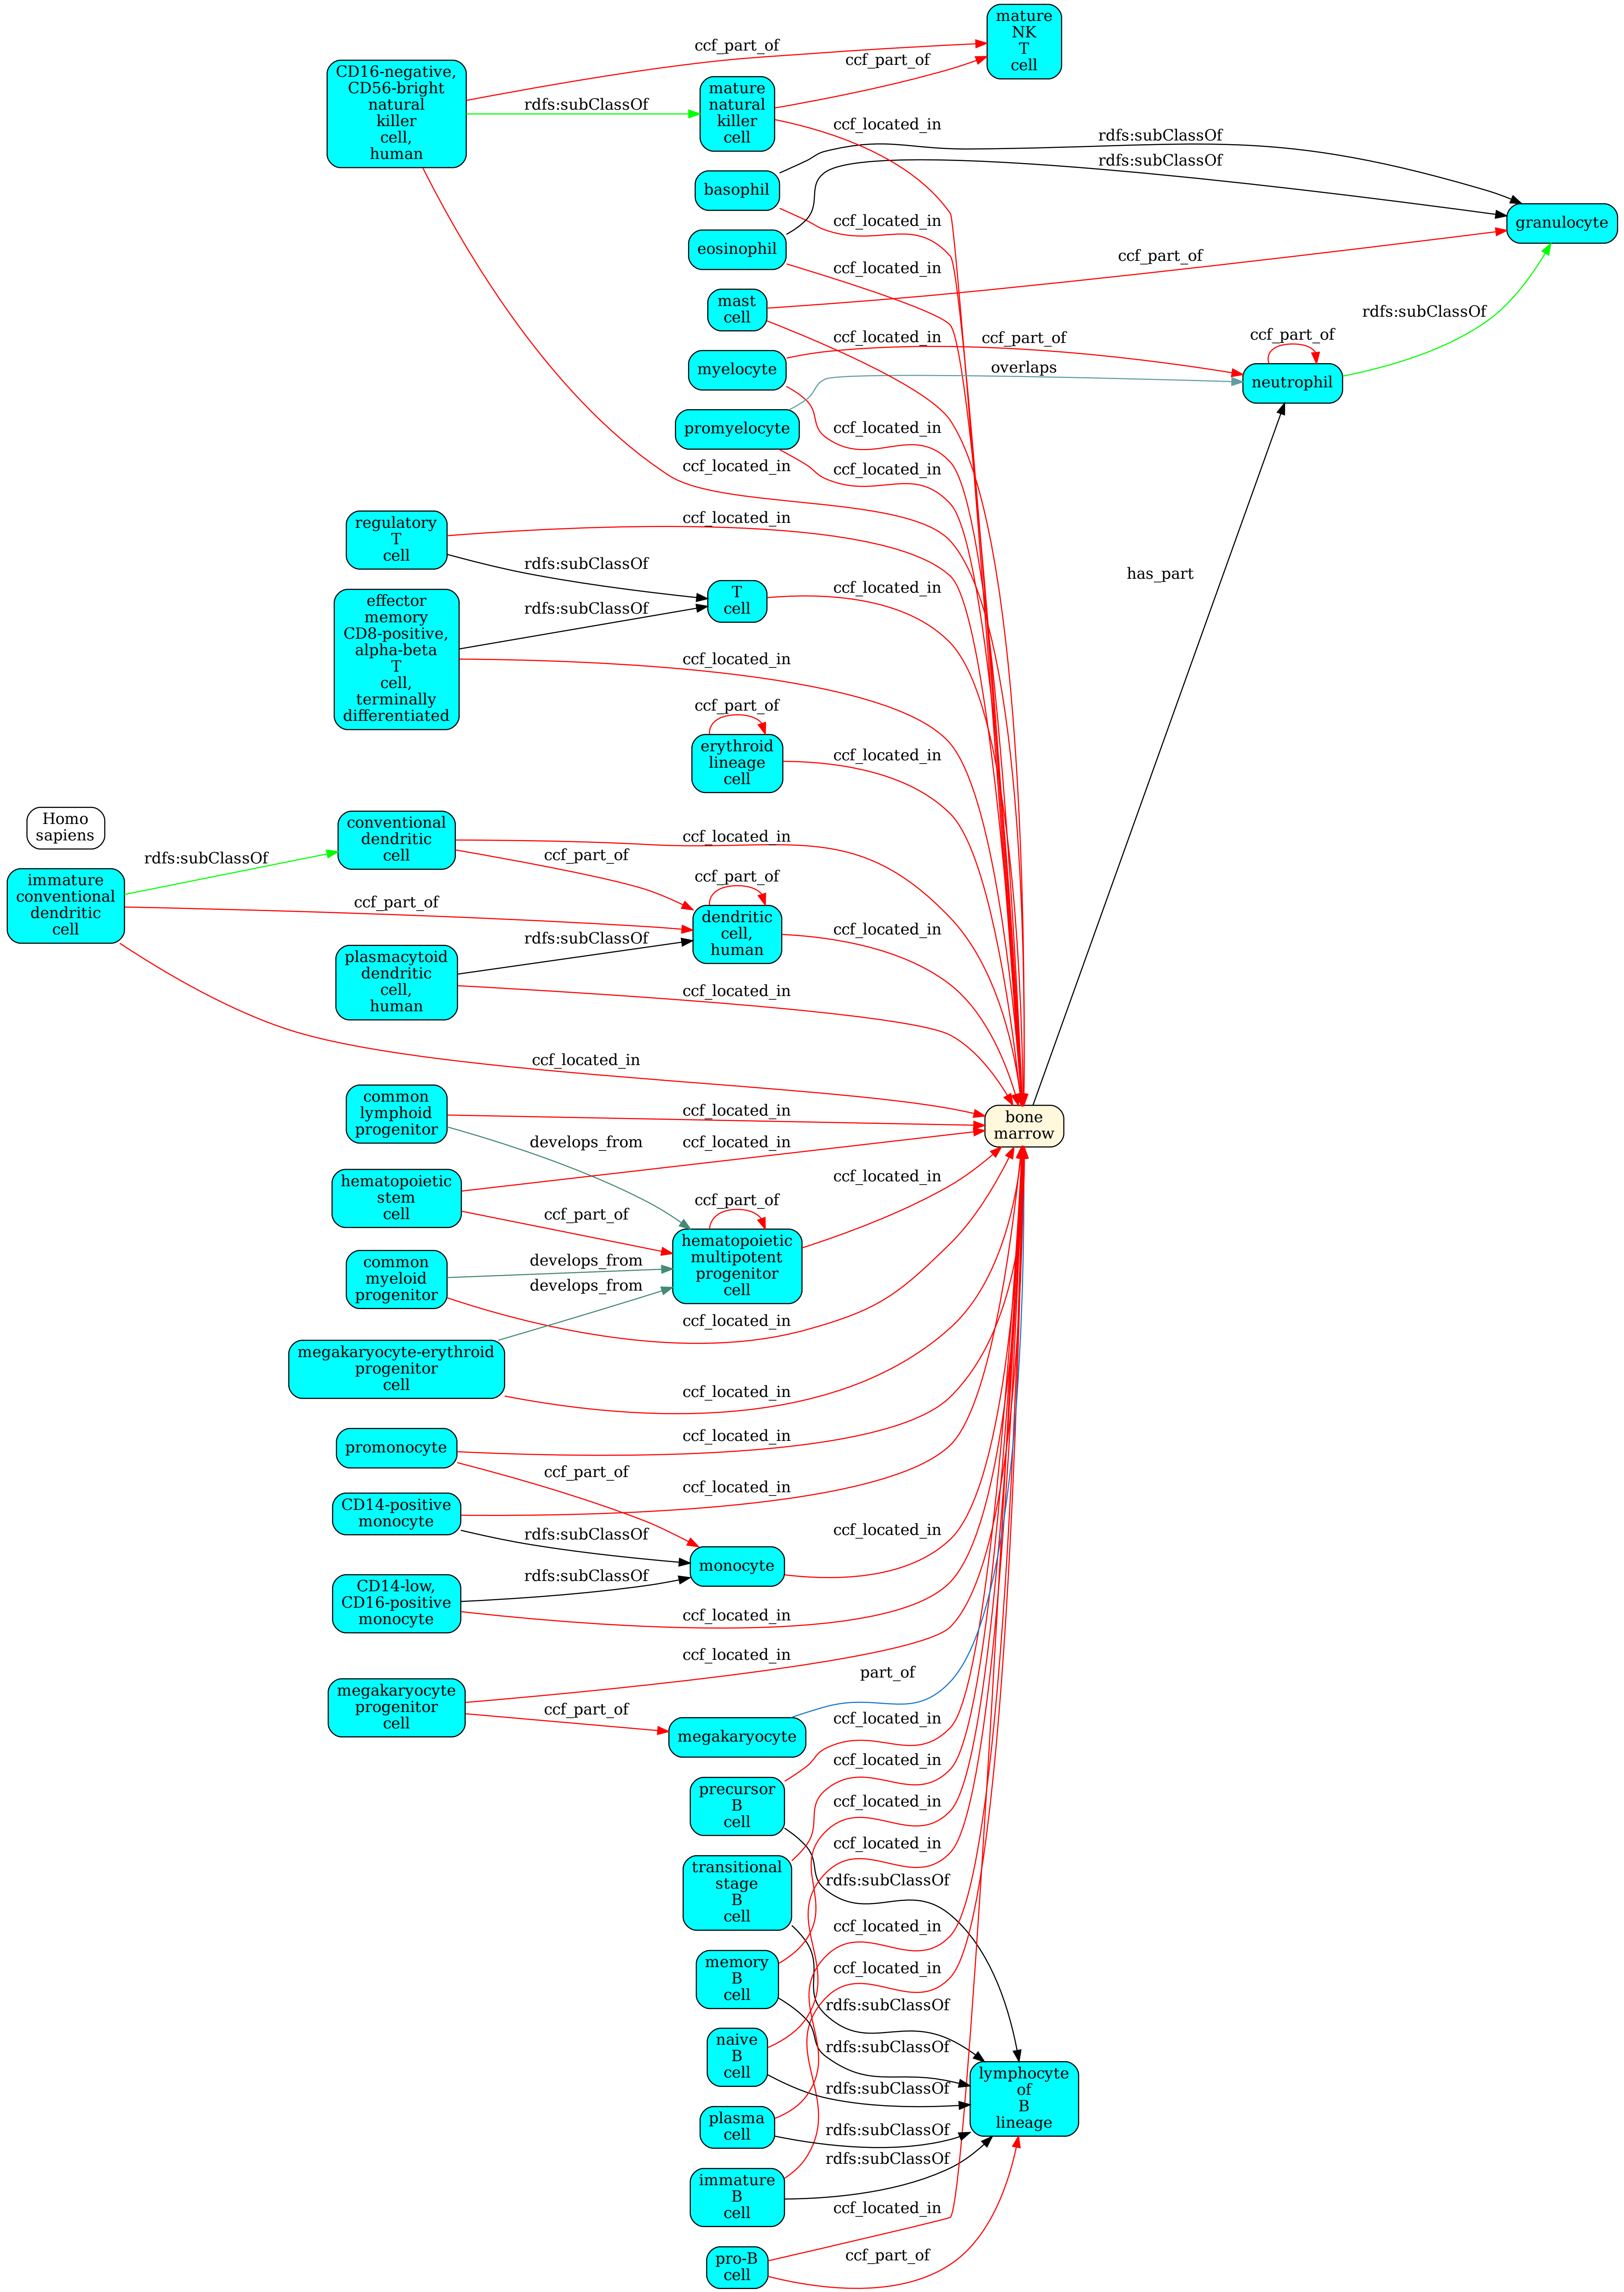 mature
NK
T
cell
ccf_part_of
ccf_part_of
CD16-negative,
CD56-bright
natural
killer
cell,
human
rdfs:subClassOf
mature
natural
killer
cell
ccf_located_in
rdfs:subClassOf
rdfs:subClassOf
basophil
granulocyte
ccf_located_in
eosinophil
ccf_part_of
ccf_located_in
mast
cell
rdfs:subClassOf
ccf_located_in
ccf_part_of
ccf_part_of
myelocyte
overlaps
neutrophil
promyelocyte
ccf_located_in
ccf_located_in
ccf_located_in
regulatory
T
cell
ccf_located_in
rdfs:subClassOf
has_part
T
cell
ccf_located_in
effector
memory
CD8-positive,
alpha-beta
T
cell,
terminally
differentiated
rdfs:subClassOf
ccf_located_in
ccf_part_of
erythroid
lineage
cell
ccf_located_in
Homo
sapiens
conventional
dendritic
cell
ccf_located_in
rdfs:subClassOf
ccf_part_of
immature
conventional
dendritic
cell
ccf_part_of
ccf_part_of
dendritic
cell,
human
ccf_located_in
rdfs:subClassOf
plasmacytoid
dendritic
cell,
human
ccf_located_in
ccf_located_in
common
lymphoid
progenitor
ccf_located_in
bone
marrow
develops_from
ccf_located_in
hematopoietic
stem
cell
ccf_located_in
ccf_part_of
ccf_part_of
hematopoietic
multipotent
progenitor
cell
common
myeloid
progenitor
develops_from
develops_from
ccf_located_in
megakaryocyte-erythroid
progenitor
cell
ccf_located_in
promonocyte
ccf_located_in
ccf_part_of
CD14-positive
monocyte
ccf_located_in
rdfs:subClassOf
ccf_located_in
monocyte
CD14-low,
CD16-positive
monocyte
rdfs:subClassOf
ccf_located_in
ccf_located_in
part_of
megakaryocyte
progenitor
cell
ccf_part_of
megakaryocyte
ccf_located_in
precursor
B
cell
ccf_located_in
ccf_located_in
ccf_located_in
rdfs:subClassOf
transitional
stage
B
cell
ccf_located_in
ccf_located_in
memory
B
cell
rdfs:subClassOf
rdfs:subClassOf
naive
B
cell
rdfs:subClassOf
lymphocyte
of
B
lineage
plasma
cell
rdfs:subClassOf
rdfs:subClassOf
immature
B
cell
ccf_located_in
pro-B
cell
ccf_part_of